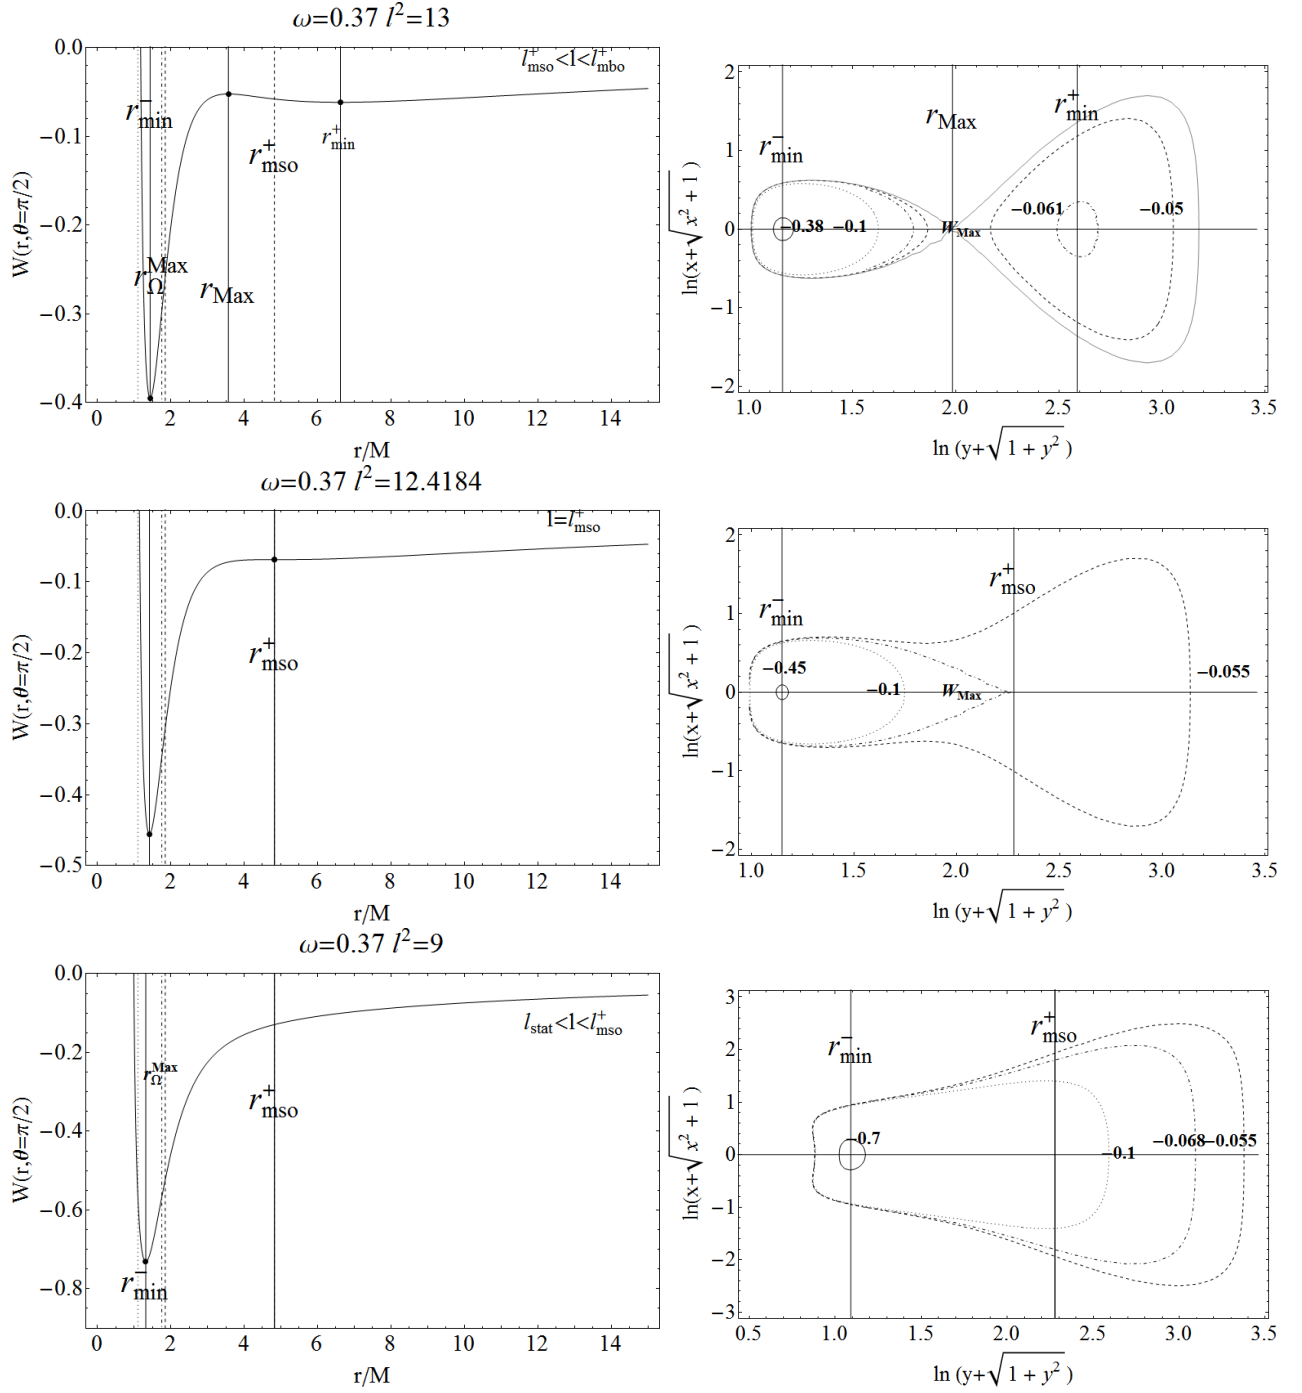 ω=0.37 l²=13
0.0
−0.1
−0.2
−0.3
−0.4
W(r,θ=π/2)
l⁺mso<l<l⁺mbo
r⁻min
r⁺mso
r⁺min
r^Max_Ω
rMax
0 2 4 6 8 10 12 14
r/M
2
1
0
−1
−2
ln(x+√x² + 1 )
r⁻min
rMax
r⁺min
−0.38
−0.1
WMax
−0.061
−0.05
1.0 1.5 2.0 2.5 3.0 3.5
ln (y+√1 + y² )
ω=0.37 l²=12.4184
0.0
−0.1
−0.2
−0.3
−0.4
−0.5
W(r,θ=π/2)
l=l⁺mso
r⁺mso
0 2 4 6 8 10 12 14
r/M
2
1
0
−1
−2
ln(x+√x² + 1 )
r⁻min
r⁺mso
−0.45
−0.1
WMax
−0.055
1.0 1.5 2.0 2.5 3.0 3.5
ln (y+√1 + y² )
ω=0.37 l²=9
0.0
−0.2
−0.4
−0.6
−0.8
W(r,θ=π/2)
lstat<l<l⁺mso
r^Max_Ω
r⁺mso
r⁻min
0 2 4 6 8 10 12 14
r/M
3
2
1
0
−1
−2
−3
ln(x+√x² + 1 )
r⁻min
r⁺mso
−0.7
−0.1
−0.068
−0.055
0.5 1.0 1.5 2.0 2.5 3.0 3.5
ln (y+√1 + y² )